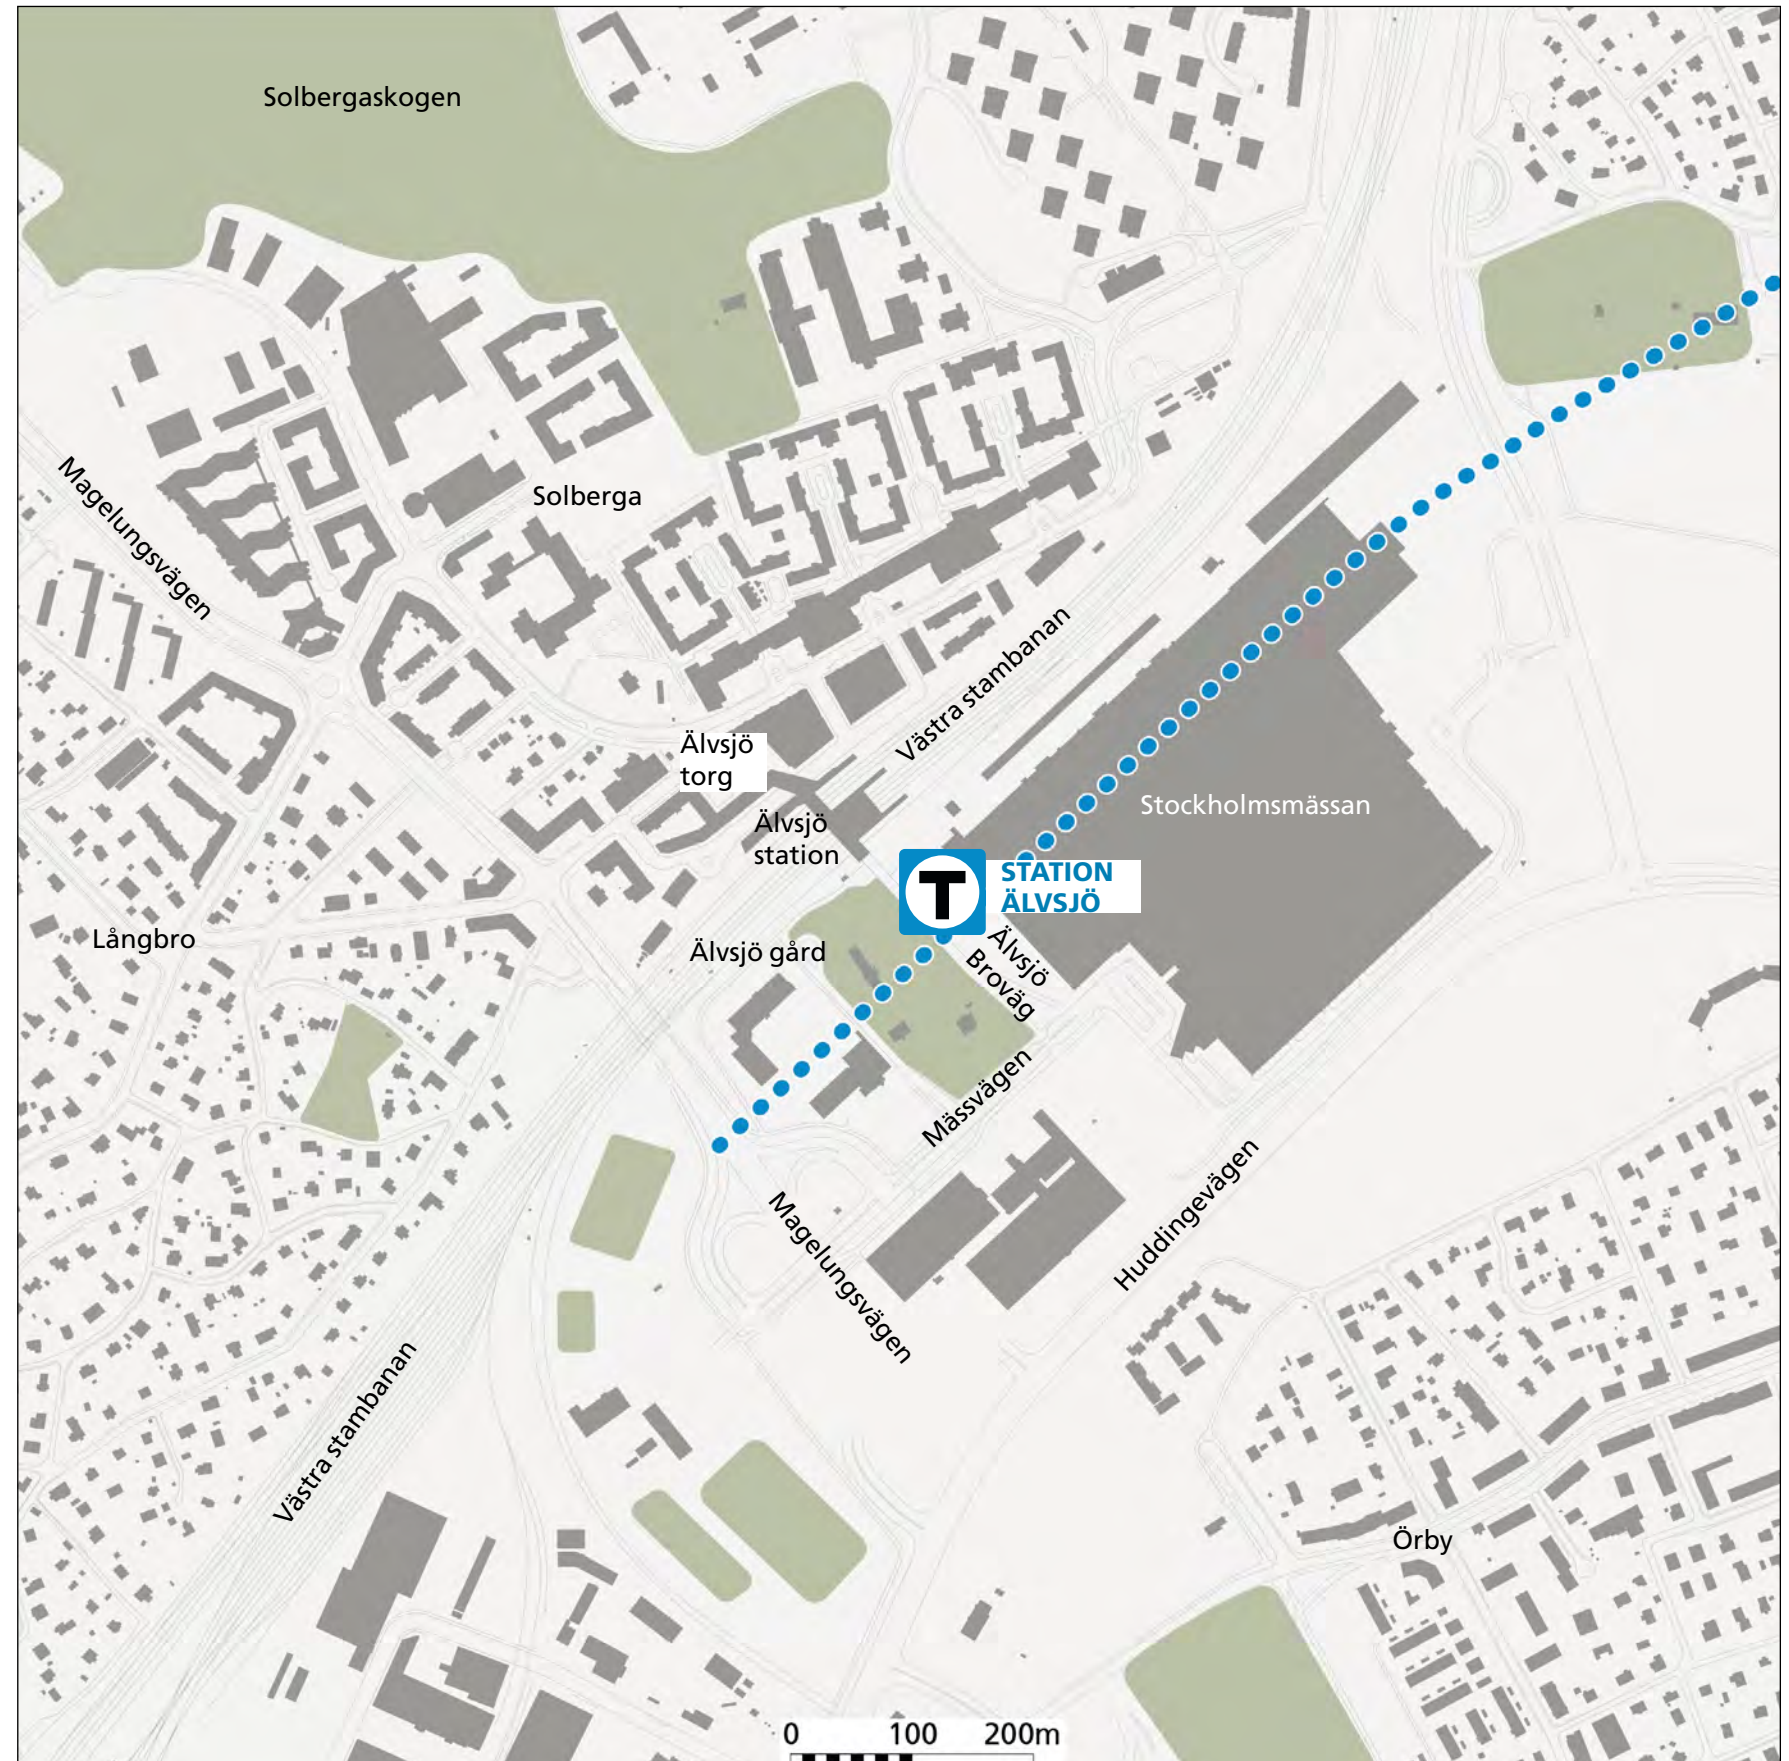 Solbergaskogen
Magelungsvägen
Solberga
Västra stambanan
Älvsjö
torg
Stockholmsmässan
Älvsjö
station
T
STATION
ÄLVSJÖ
Långbro
Älvsjö gård
Älvsjö
Broväg
Mässvägen
Magelungsvägen
Huddingevägen
Västra stambanan
Örby
0 100 200m